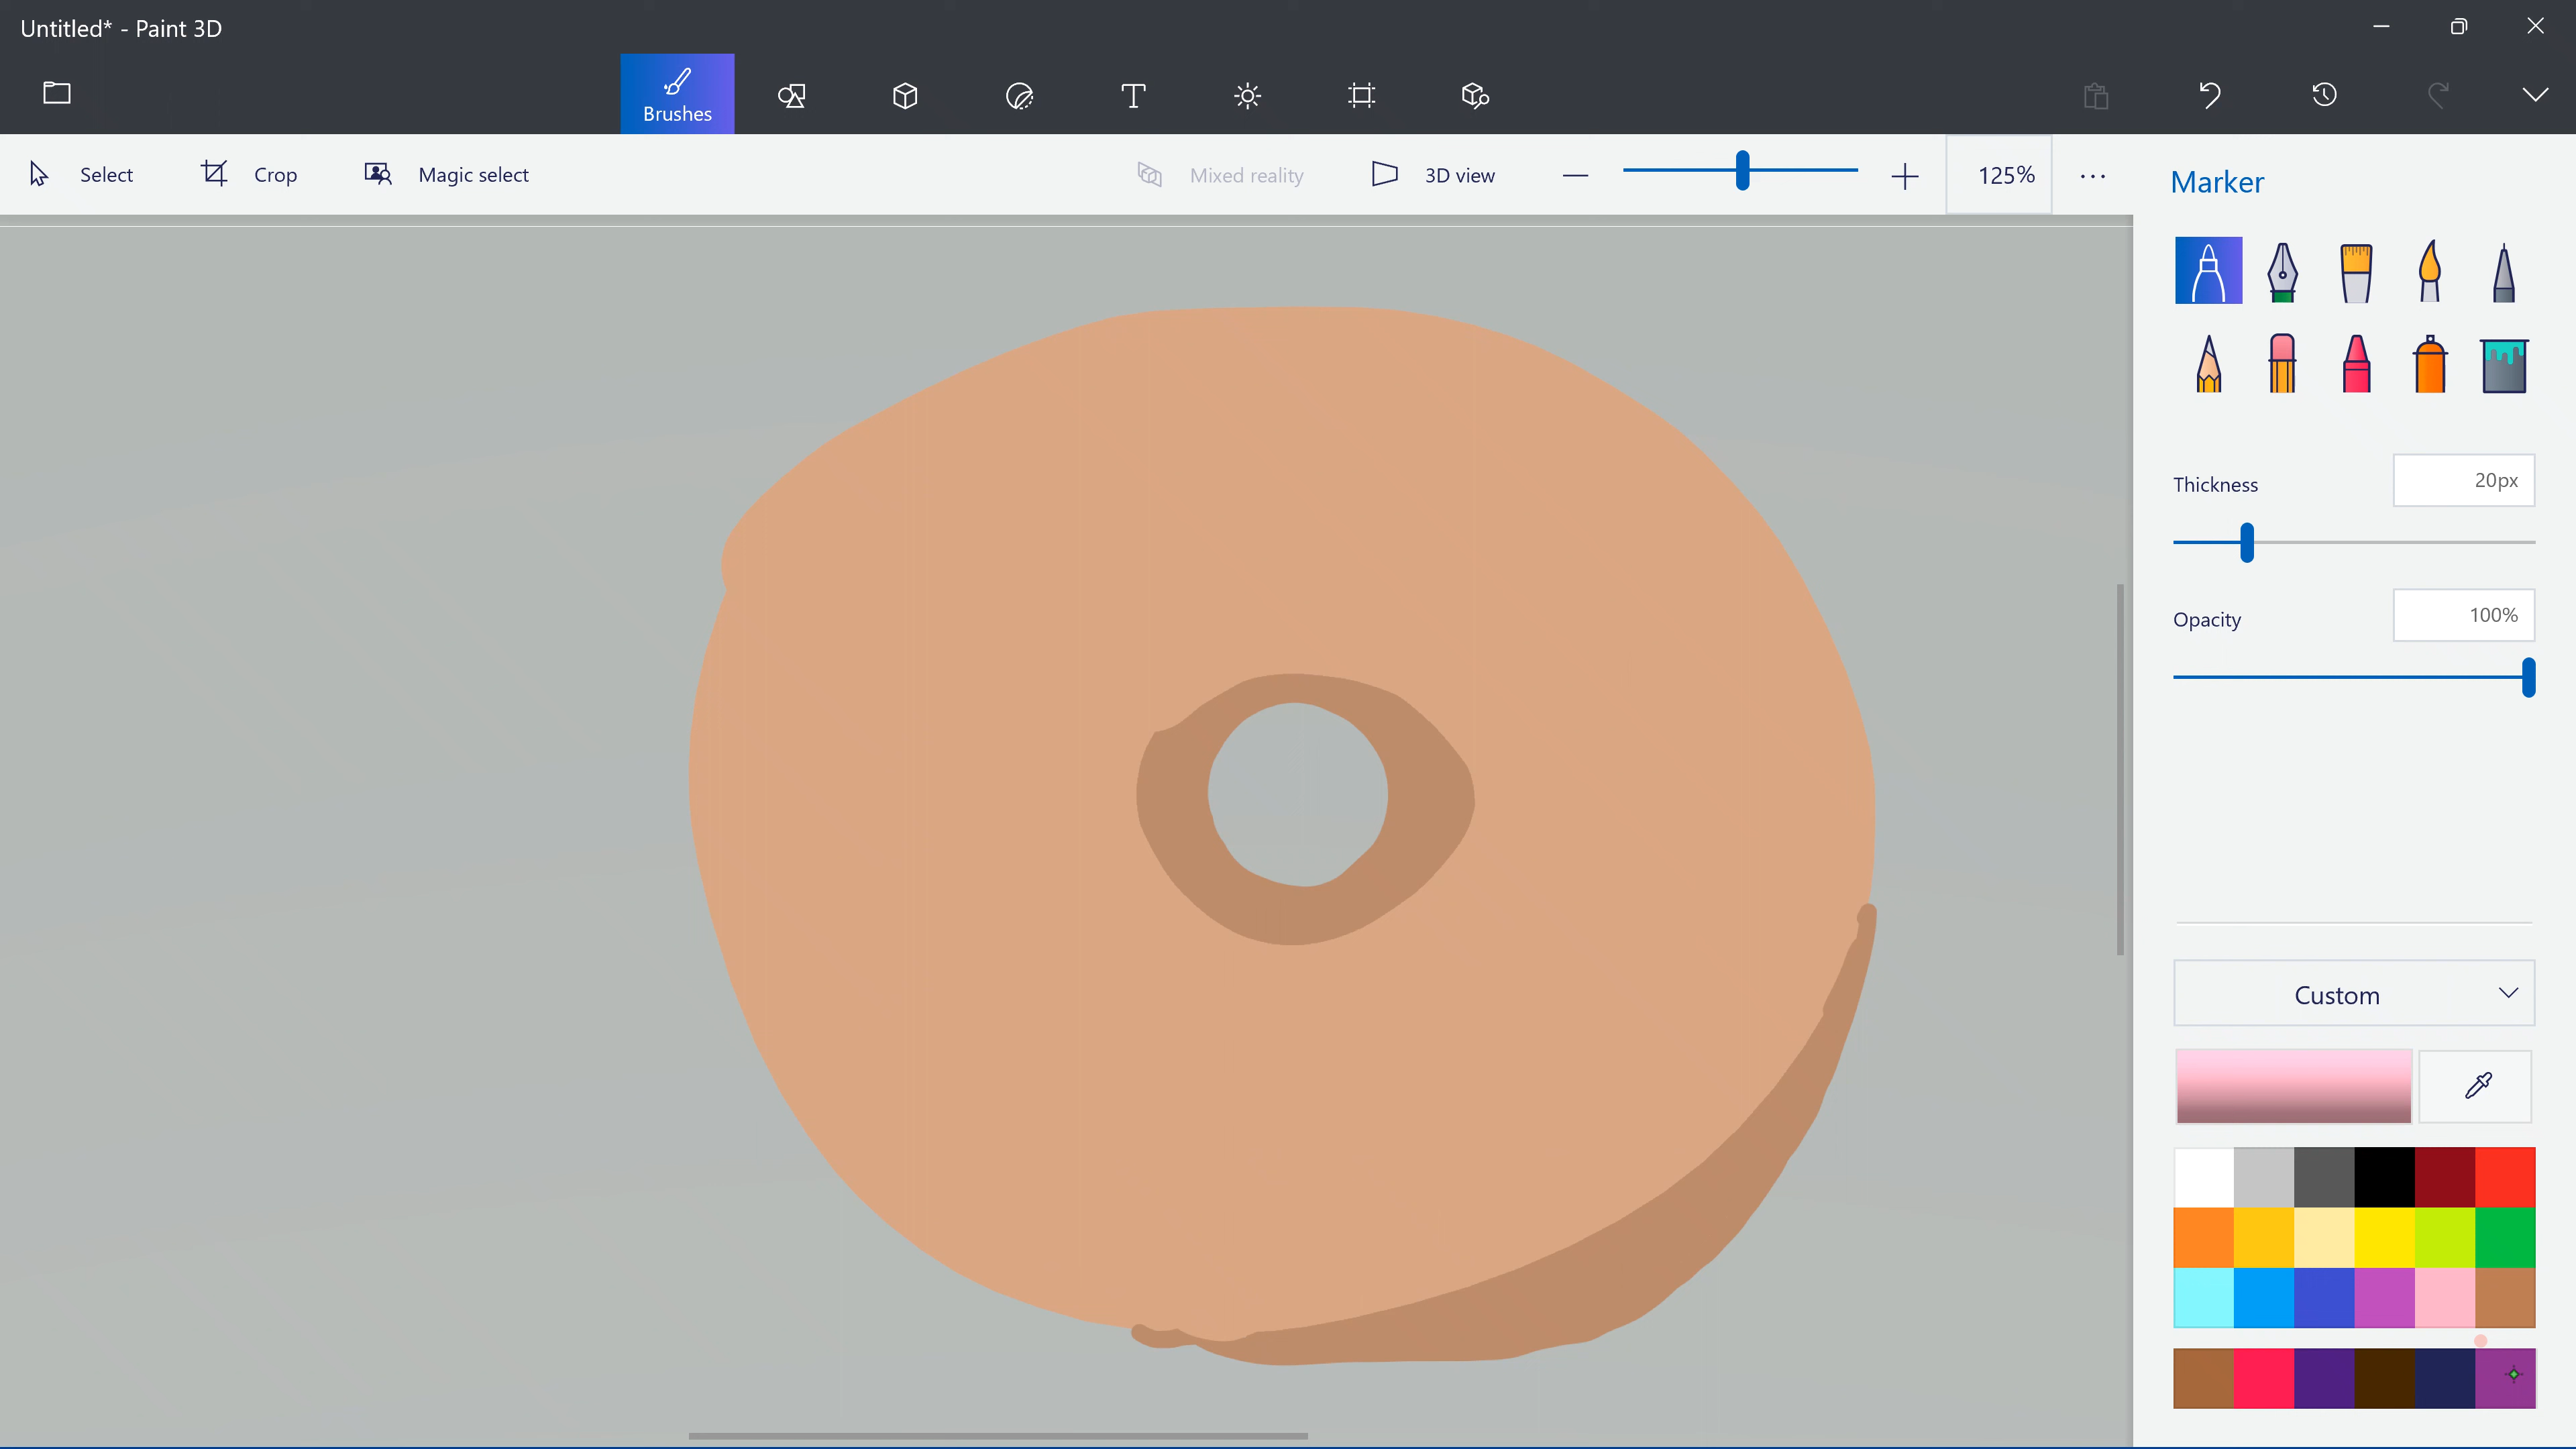 Untitled* - Paint 3D
Brushes
Select
Crop
Magic select
Mixed reality
3D view
125%
Marker
Thickness
20px
Opacity
100%
Custom